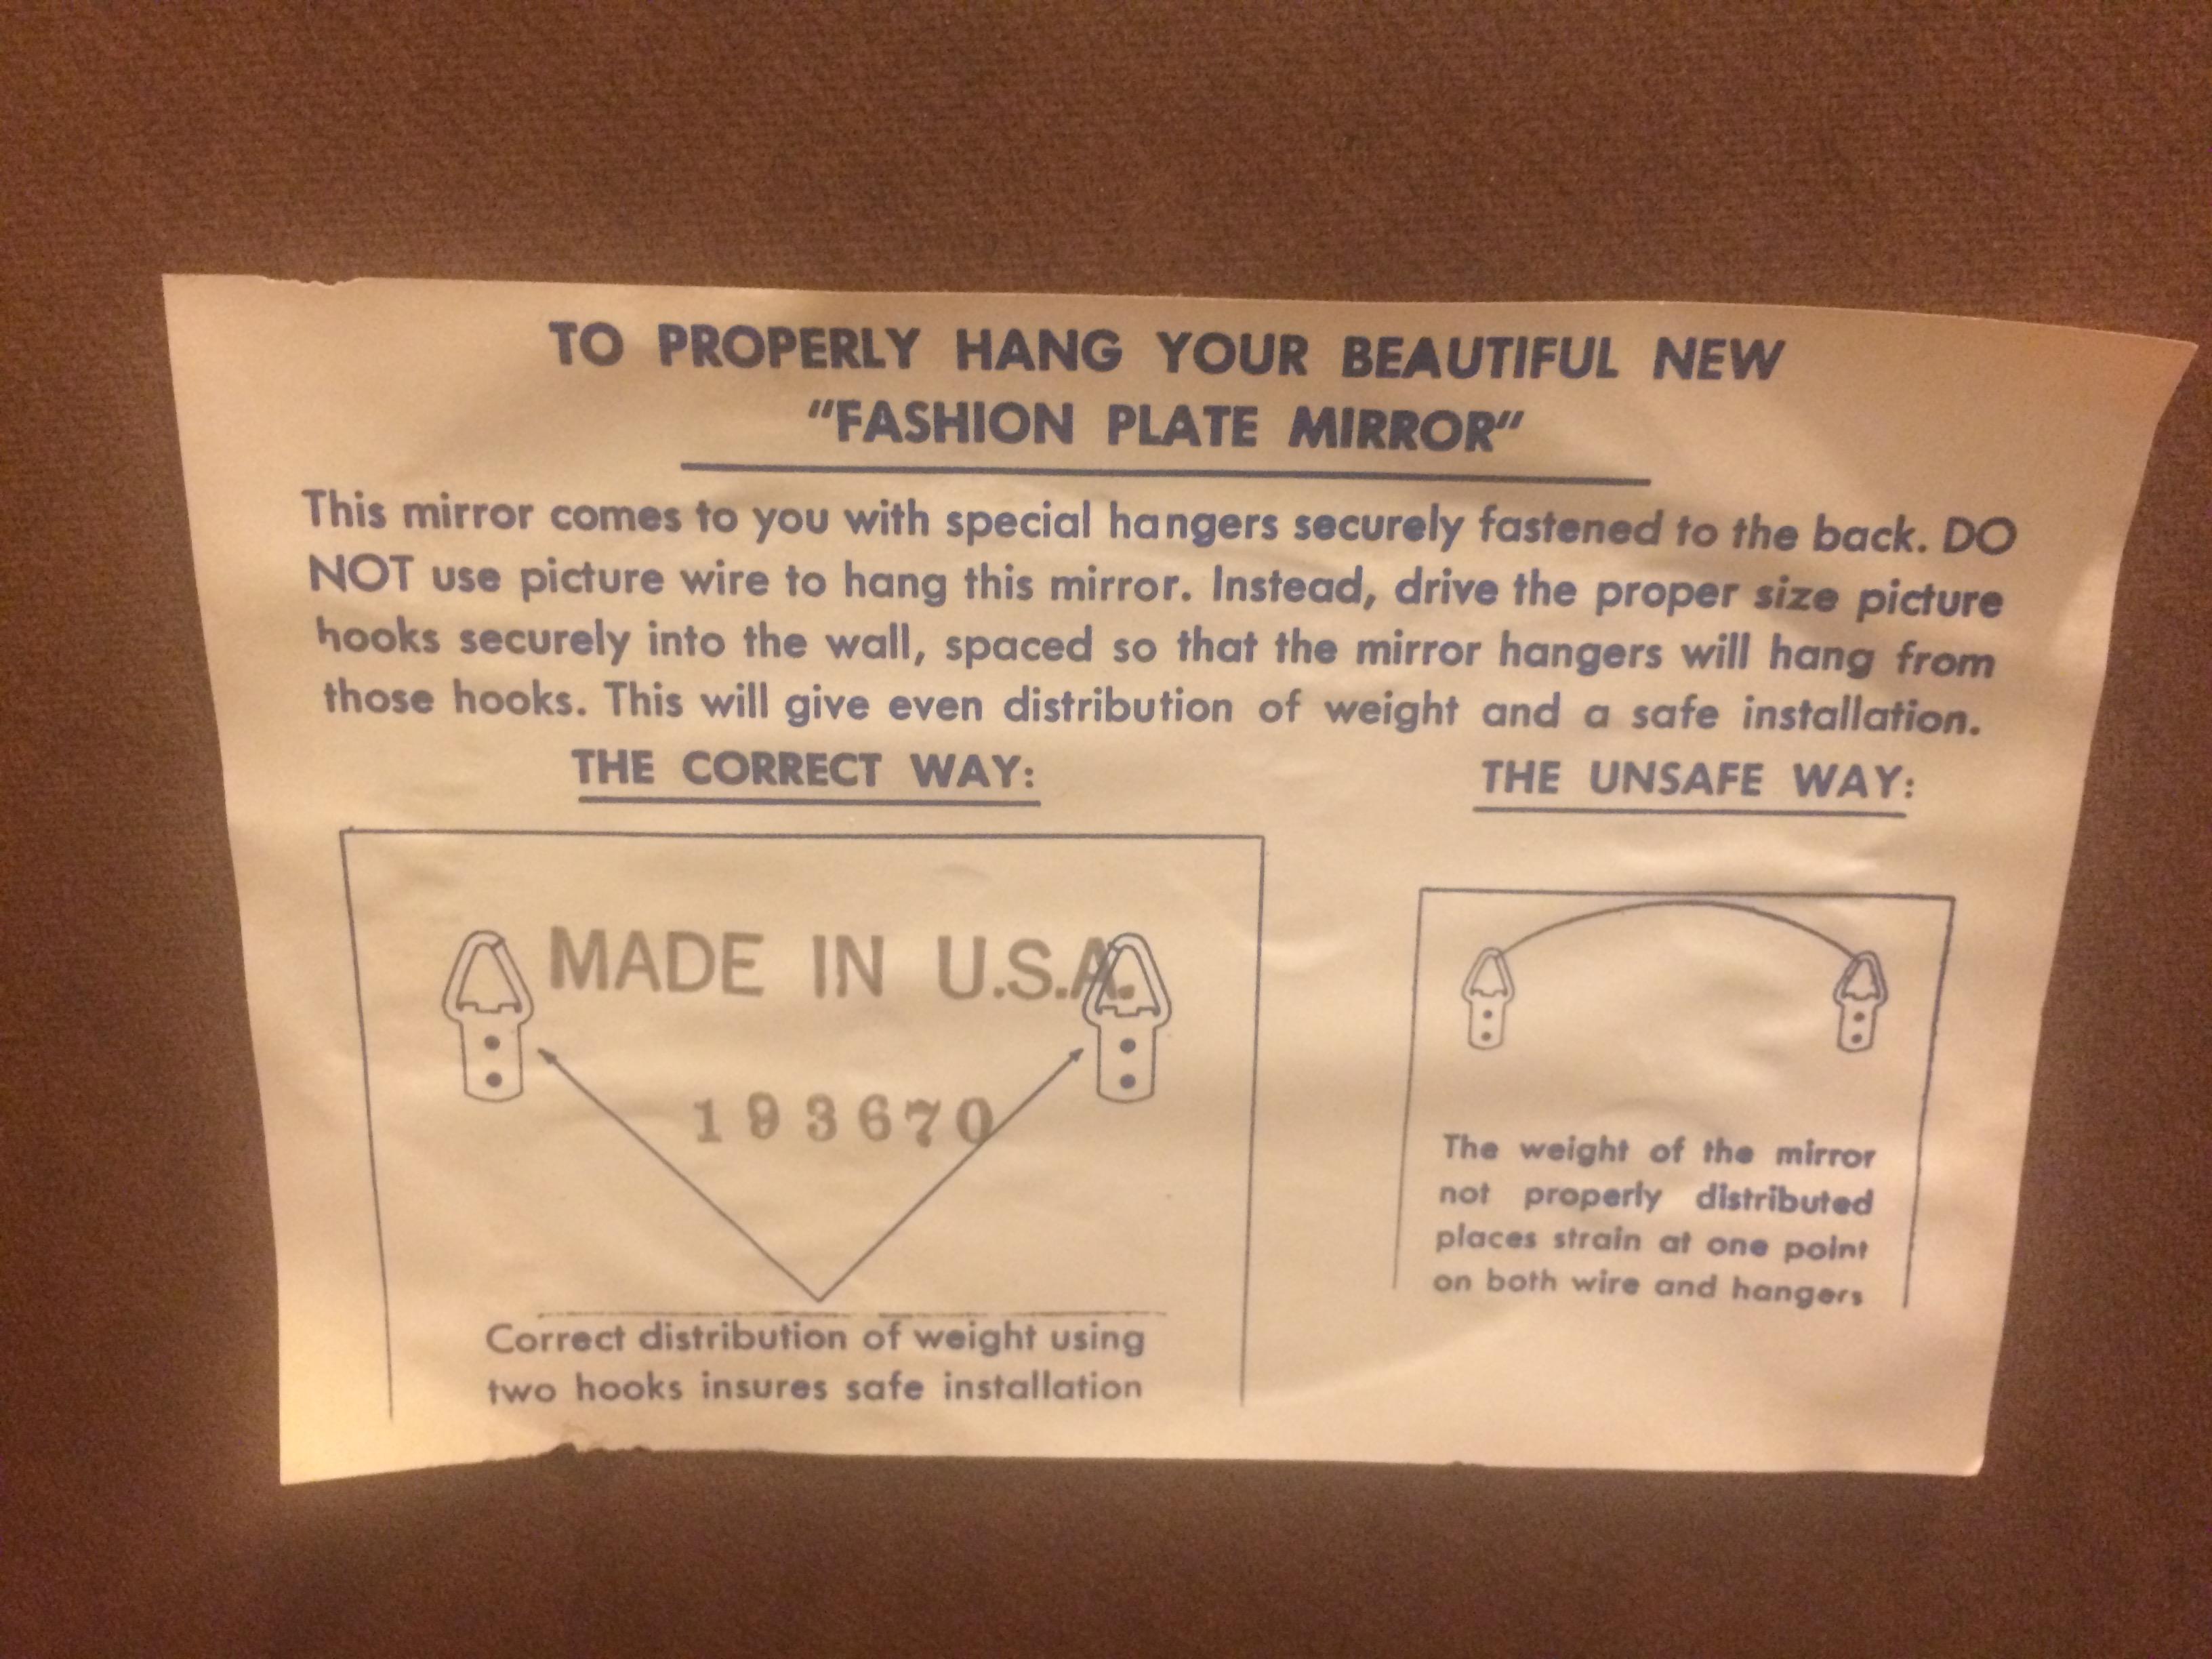 TO PROPERLY HANG YOUR BEAUTIFUL NEW
"FASHION PLATE MIRROR"
This mirror comes to you with special hangers securely fastened to the back. DO
NOT use picture wire to hang this mirror. Instead, drive the proper size picture
hooks securely into the wall, spaced so that the mirror hangers will hang from
those hooks. This will give even distribution of weight and a safe installation.
THE CORRECT WAY:
MADE IN U.S.A.
193670
Correct distribution of weight using
two hooks insures safe installation
THE UNSAFE WAY:
The weight of the mirror
not properly distributed
places strain at one point
on both wire and hangers